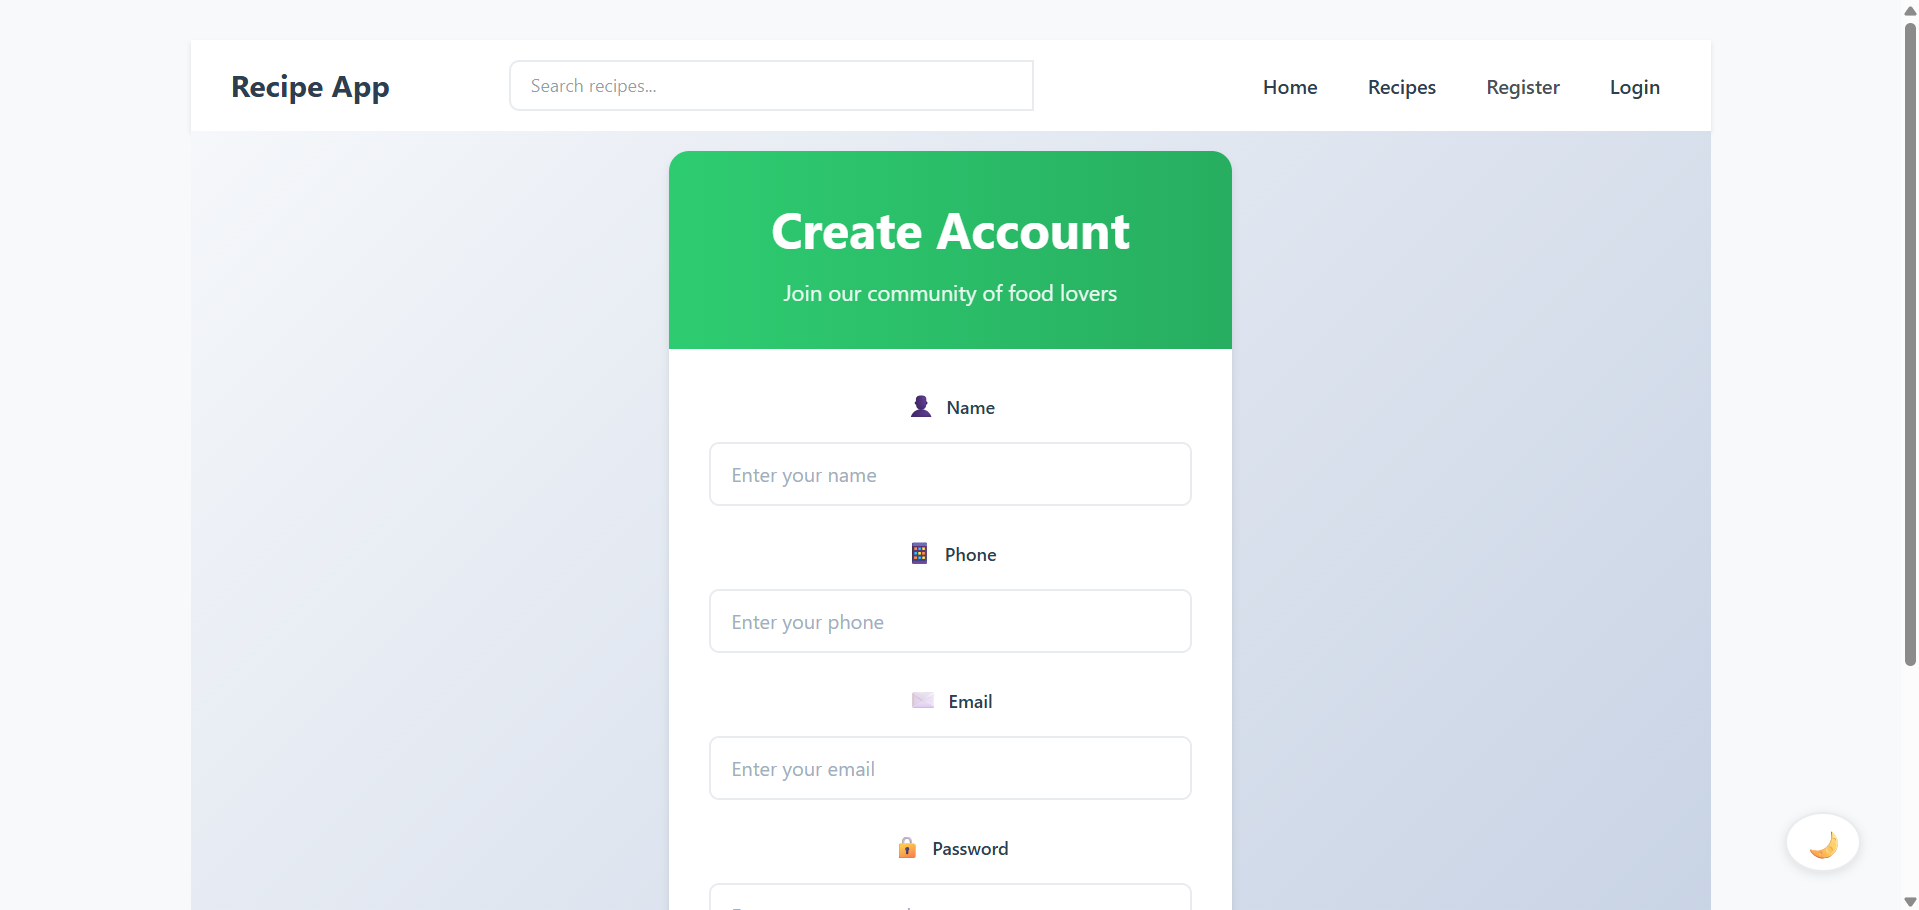 Recipe App
Search recipes...
Home Recipes Register Login
Create Account
Join our community of food lovers
Name
Enter your name
Phone
Enter your phone
Email
Enter your email
Password